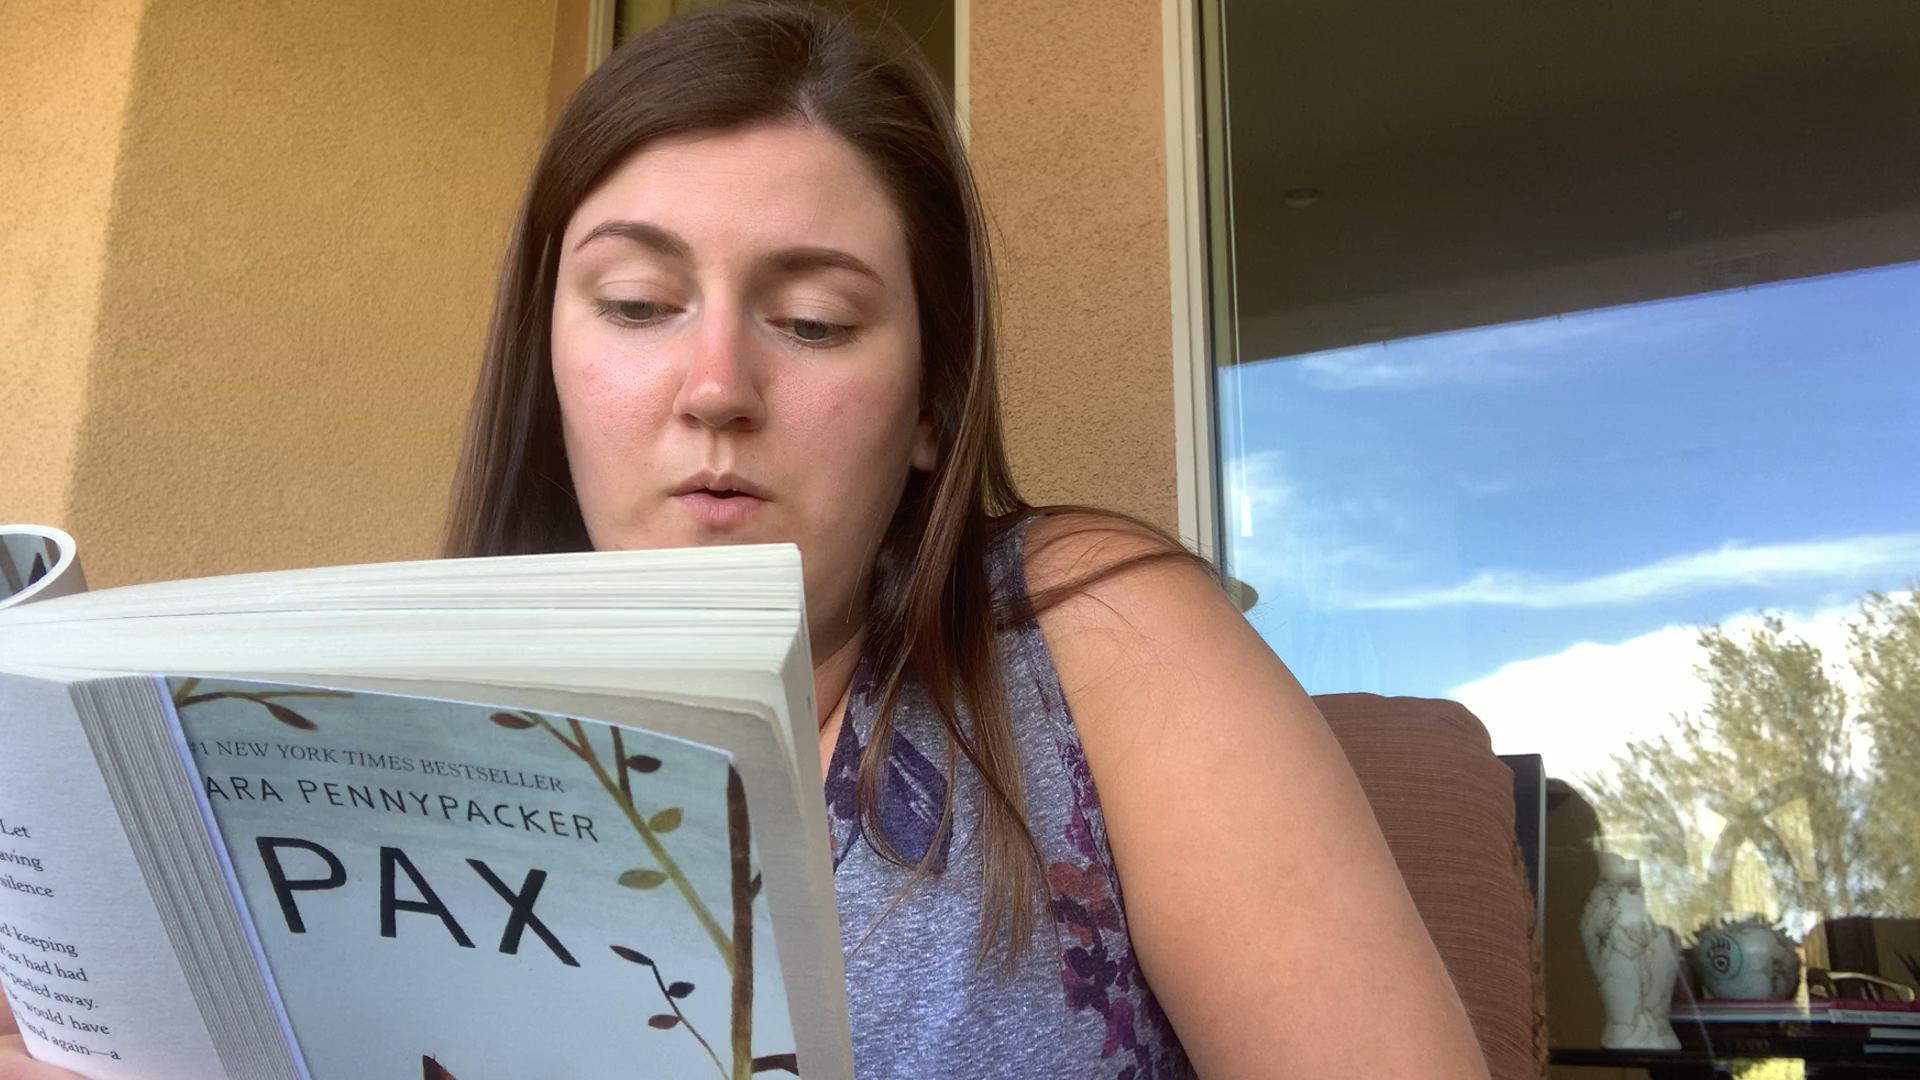 Let
aving
silence
d keeping
Pax had had
peeled away.
would have
hand again—a
#1 NEW YORK TIMES BESTSELLER
ARA PENNYPACKER
PAX